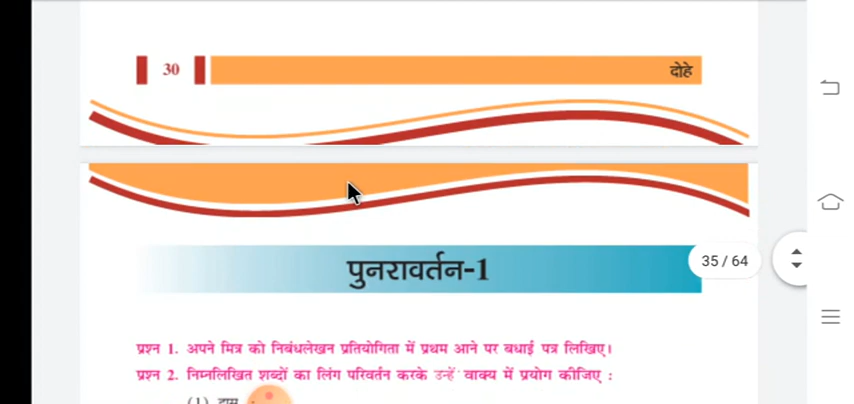 30
दोहे
पुनरावर्तन-1
35 / 64
प्रश्न 1. अपने मित्र को निबंधलेखन प्रतियोगिता में प्रथम आने पर बधाई पत्र लिखिए।
प्रश्न 2. निम्नलिखित शब्दों का लिंग परिवर्तन करके उन्हें वाक्य में प्रयोग कीजिए :
(1) दास